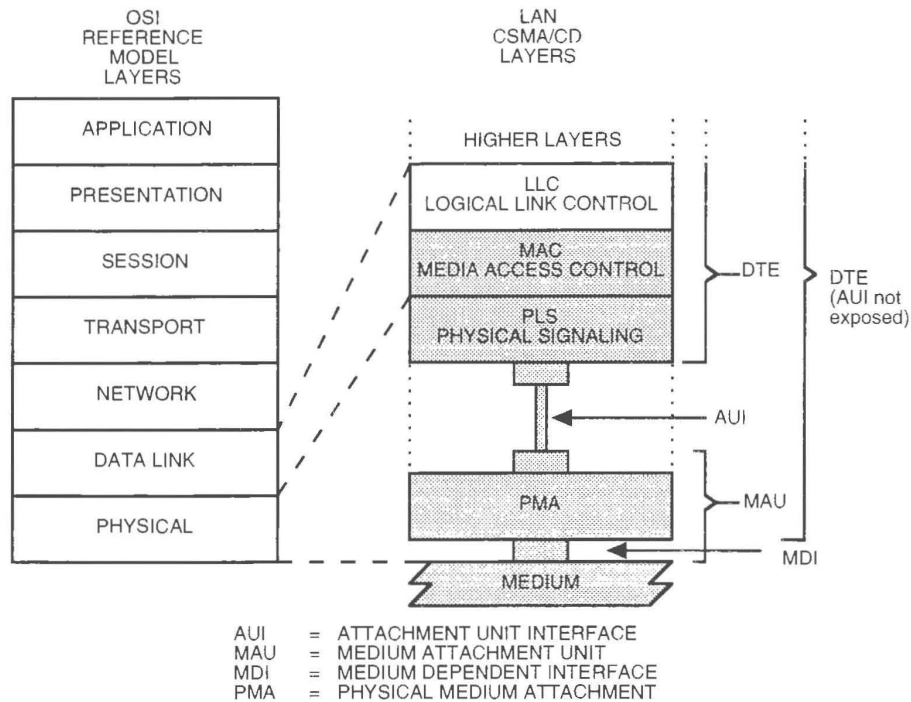 OSI
REFERENCE
MODEL
LAYERS
APPLICATION
PRESENTATION
SESSION
TRANSPORT
NETWORK
DATA LINK
PHYSICAL
LAN
CSMA/CD
LAYERS
HIGHER LAYERS
LLC
LOGICAL LINK CONTROL
MAC
MEDIA ACCESS CONTROL
PLS
PHYSICAL SIGNALING
DTE
DTE
(AUI not
exposed)
AUI
PMA
MAU
MDI
MEDIUM
AUI = ATTACHMENT UNIT INTERFACE
MAU = MEDIUM ATTACHMENT UNIT
MDI = MEDIUM DEPENDENT INTERFACE
PMA = PHYSICAL MEDIUM ATTACHMENT